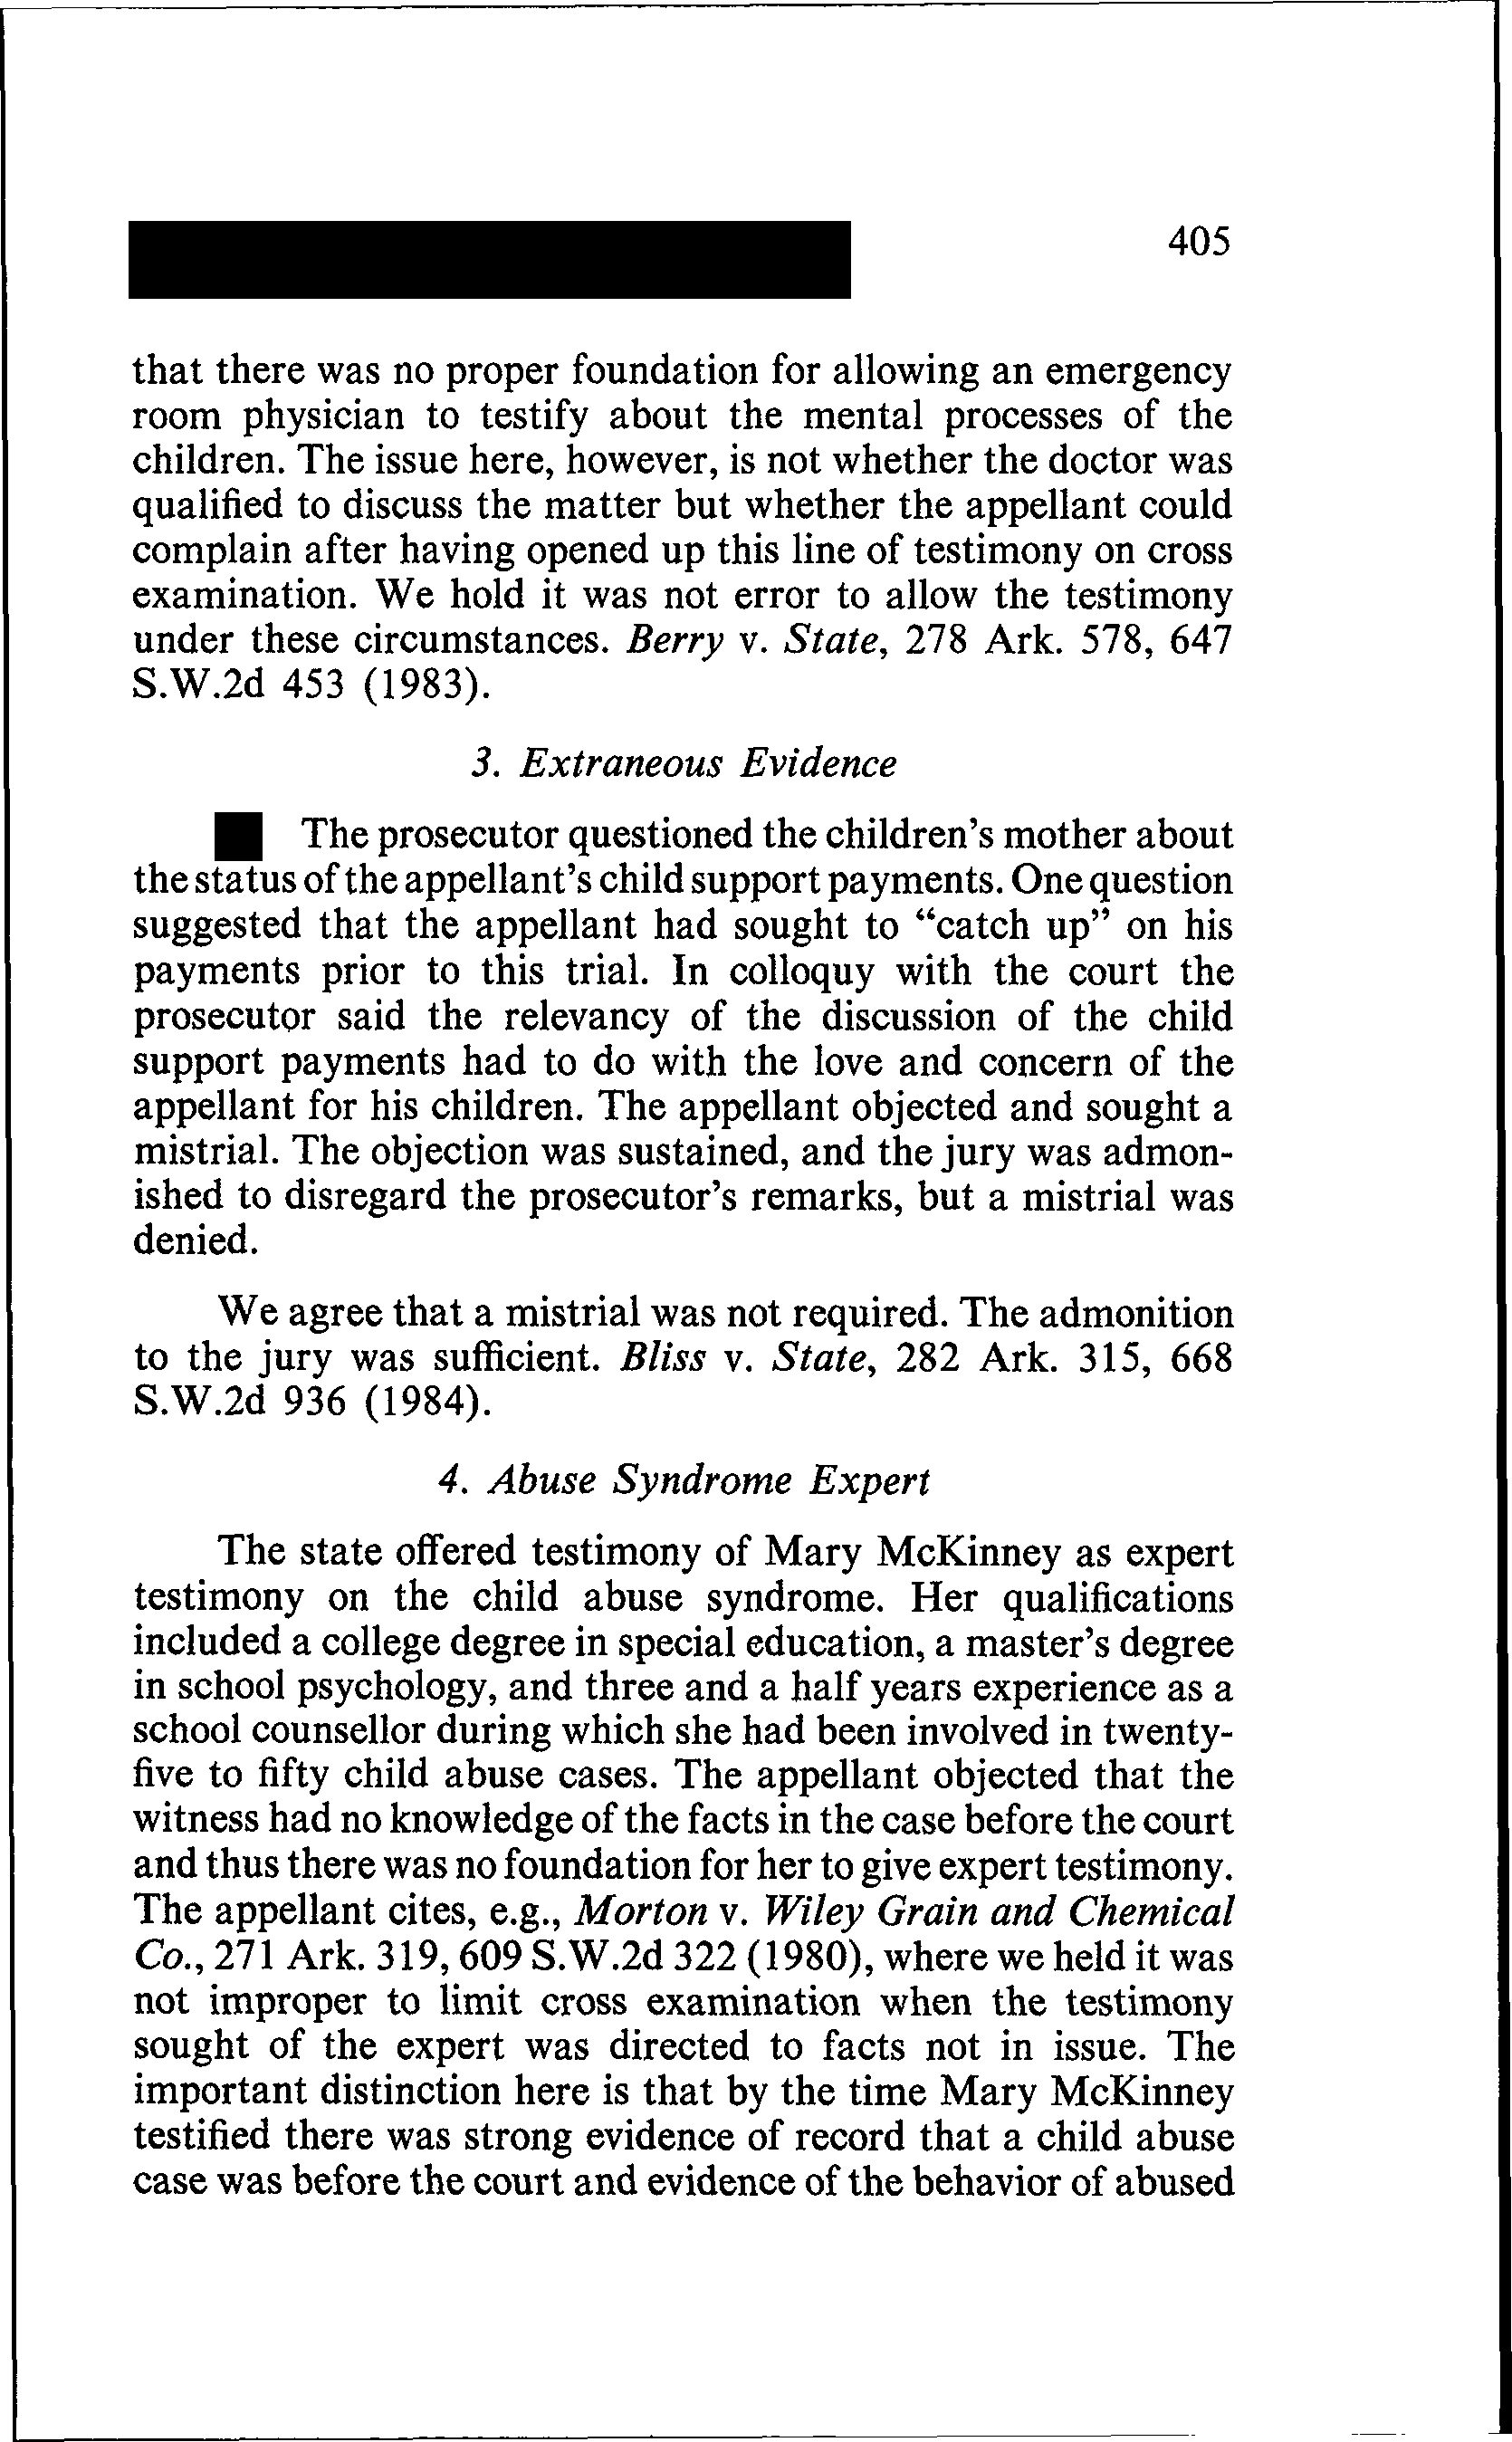 405
that there was no proper foundation for allowing an emergency
room physician to testify about the mental processes of the
children. The issue here, however, is not whether the doctor was
qualified to discuss the matter but whether the appellant could
complain after having opened up this line of testimony on cross
examination. We hold it was not error to allow the testimony
under these circumstances. Berry v. State, 278 Ark. 578, 647
S.W.2d 453 (1983).
3. Extraneous Evidence
The prosecutor questioned the children's mother about
the status of the appellant's child support payments. One question
suggested that the appellant had sought to “catch up” on his
payments prior to this trial. In colloquy with the court the
prosecutor said the relevancy of the discussion of the child
support payments had to do with the love and concern of the
appellant for his children. The appellant objected and sought a
mistrial. The objection was sustained, and the jury was admon-
ished to disregard the prosecutor's remarks, but a mistrial was
denied.
We agree that a mistrial was not required. The admonition
to the jury was sufficient. Bliss v. State, 282 Ark. 315, 668
S.W.2d 936 (1984).
4. Abuse Syndrome Expert
The state offered testimony of Mary McKinney as expert
testimony on the child abuse syndrome. Her qualifications
included a college degree in special education, a master's degree
in school psychology, and three and a half years experience as a
school counsellor during which she had been involved in twenty-
five to fifty child abuse cases. The appellant objected that the
witness had no knowledge of the facts in the case before the court
and thus there was no foundation for her to give expert testimony.
The appellant cites, e.g., Morton v. Wiley Grain and Chemical
Co., 271 Ark. 319, 609 S.W.2d 322 (1980), where we held it was
not improper to limit cross examination when the testimony
sought of the expert was directed to facts not in issue. The
important distinction here is that by the time Mary McKinney
testified there was strong evidence of record that a child abuse
case was before the court and evidence of the behavior of abused